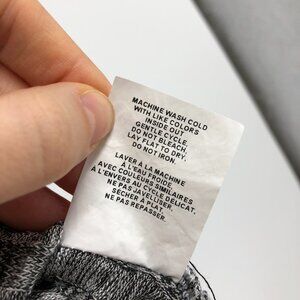 MACHINE WASH COLD
WITH LIKE COLORS
INSIDE OUT
GENTLE CYCLE.
DO NOT BLEACH.
LAY FLAT TO DRY.
DO NOT IRON.
LAVER À LA MACHINE
À L'EAU FROIDE,
AVEC COULEURS SIMILAIRES
À L'ENVERS AU CYCLE DÉLICAT.
NE PAS JAVELLISER.
SÉCHER À PLAT.
NE PAS REPASSER.